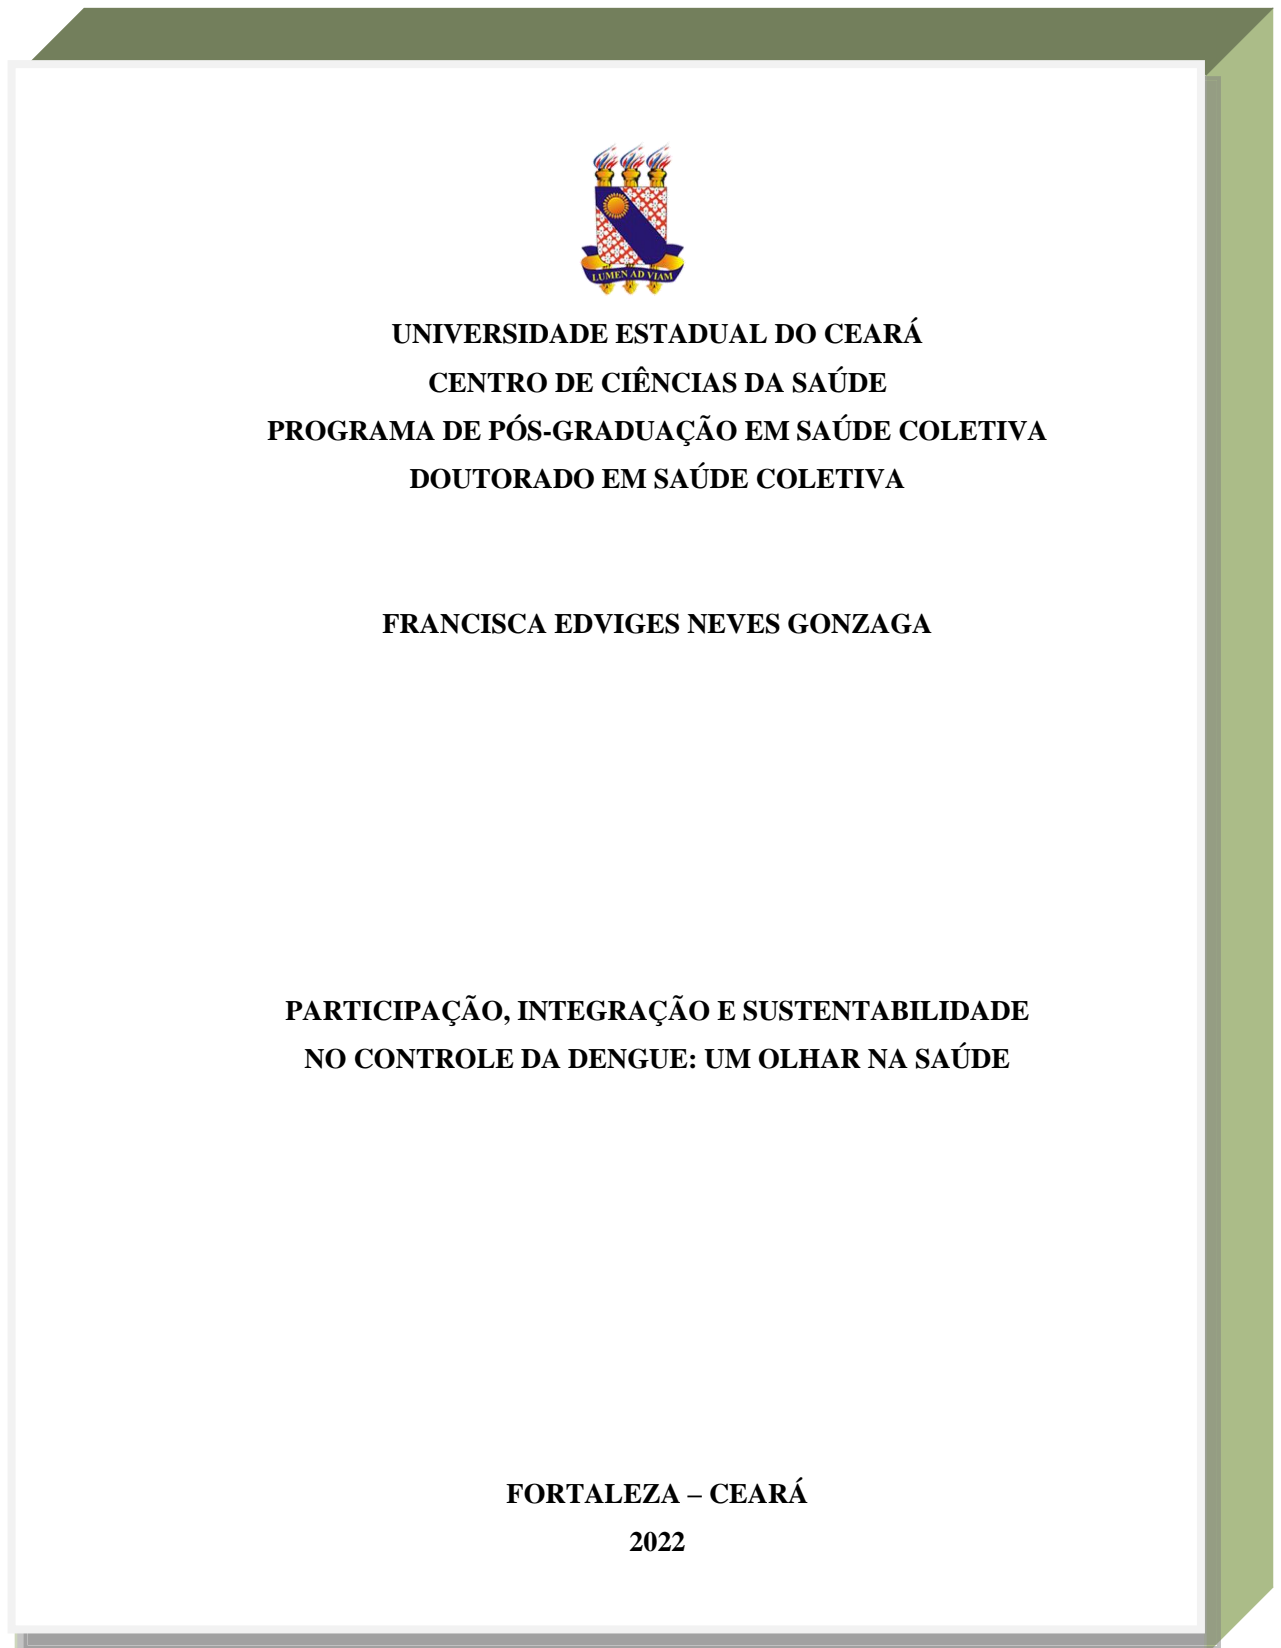 LUMEN AD VIAM
UNIVERSIDADE ESTADUAL DO CEARÁ
CENTRO DE CIÊNCIAS DA SAÚDE
PROGRAMA DE PÓS-GRADUAÇÃO EM SAÚDE COLETIVA
DOUTORADO EM SAÚDE COLETIVA
FRANCISCA EDVIGES NEVES GONZAGA
PARTICIPAÇÃO, INTEGRAÇÃO E SUSTENTABILIDADE
NO CONTROLE DA DENGUE: UM OLHAR NA SAÚDE
FORTALEZA – CEARÁ
2022